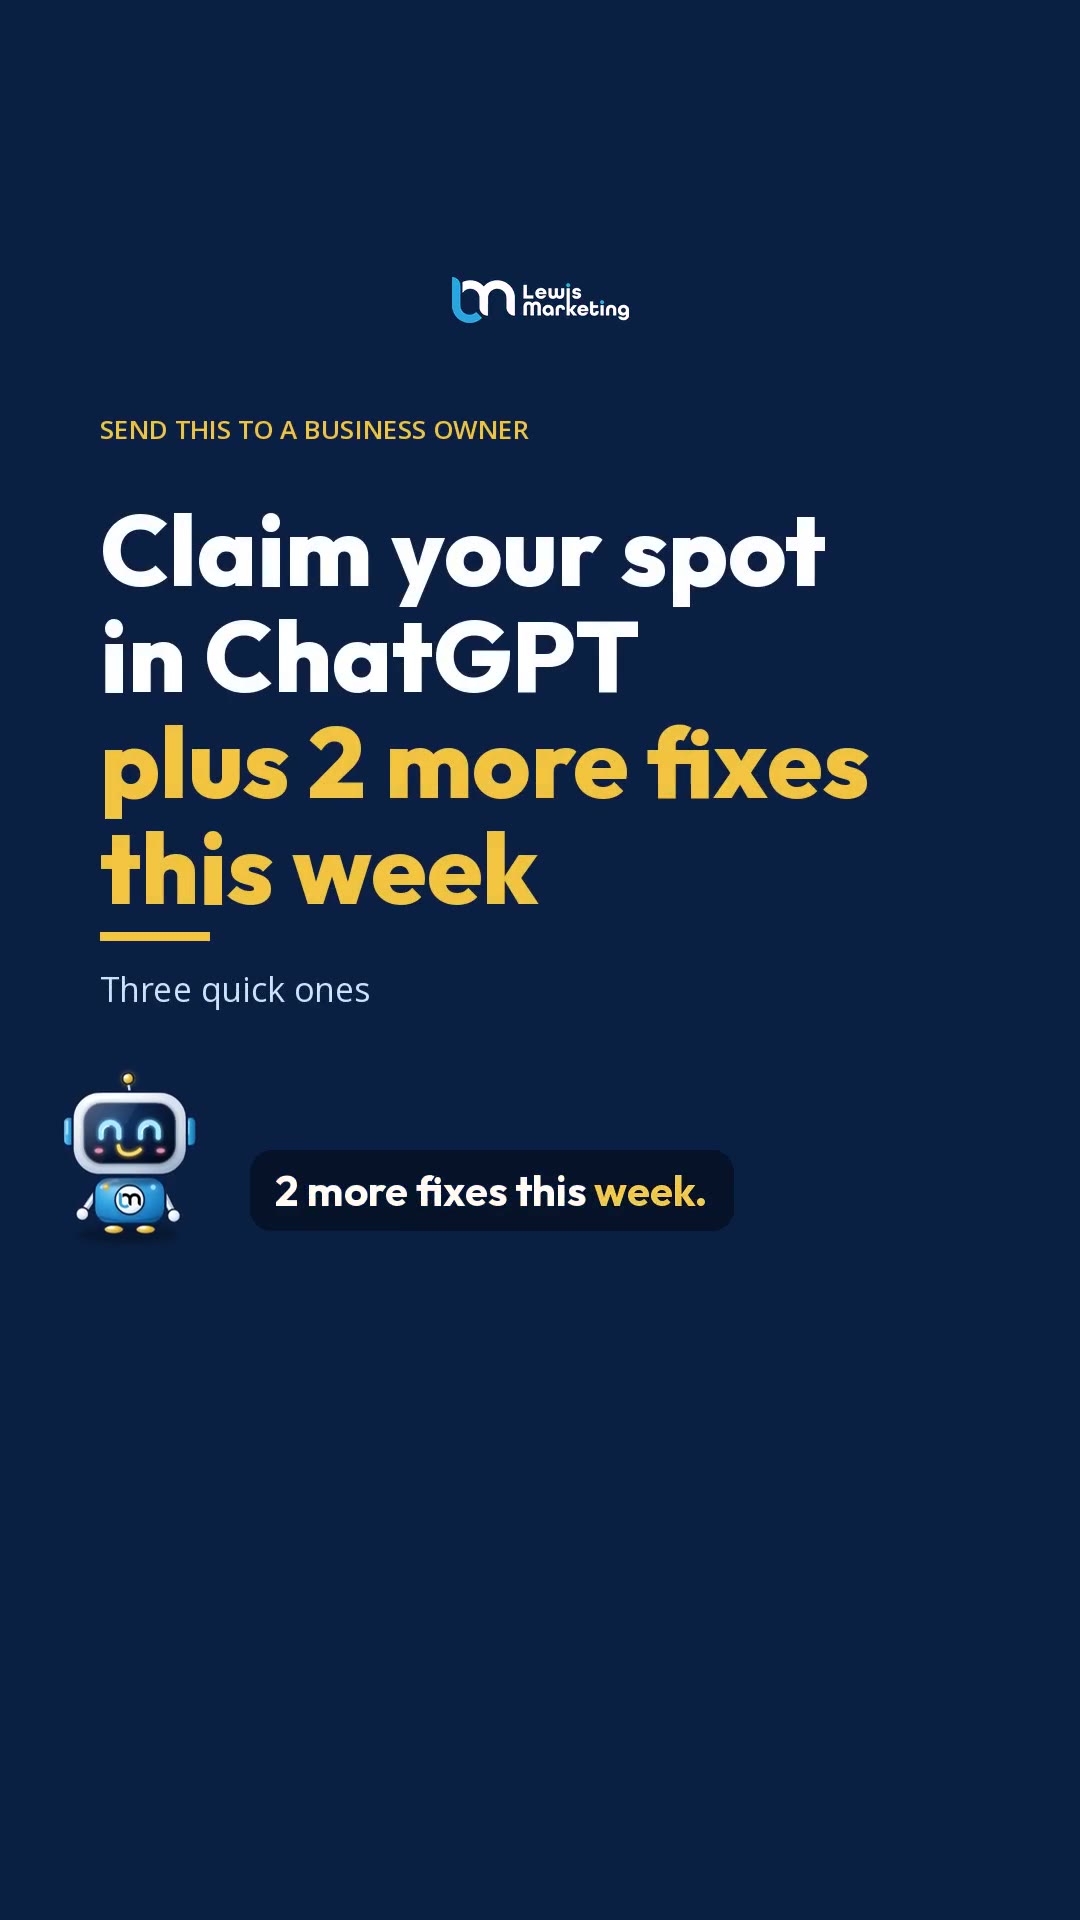 Lewis
Marketing
SEND THIS TO A BUSINESS OWNER
Claim your spot
in ChatGPT
plus 2 more fixes
this week
Three quick ones
2 more fixes this week.